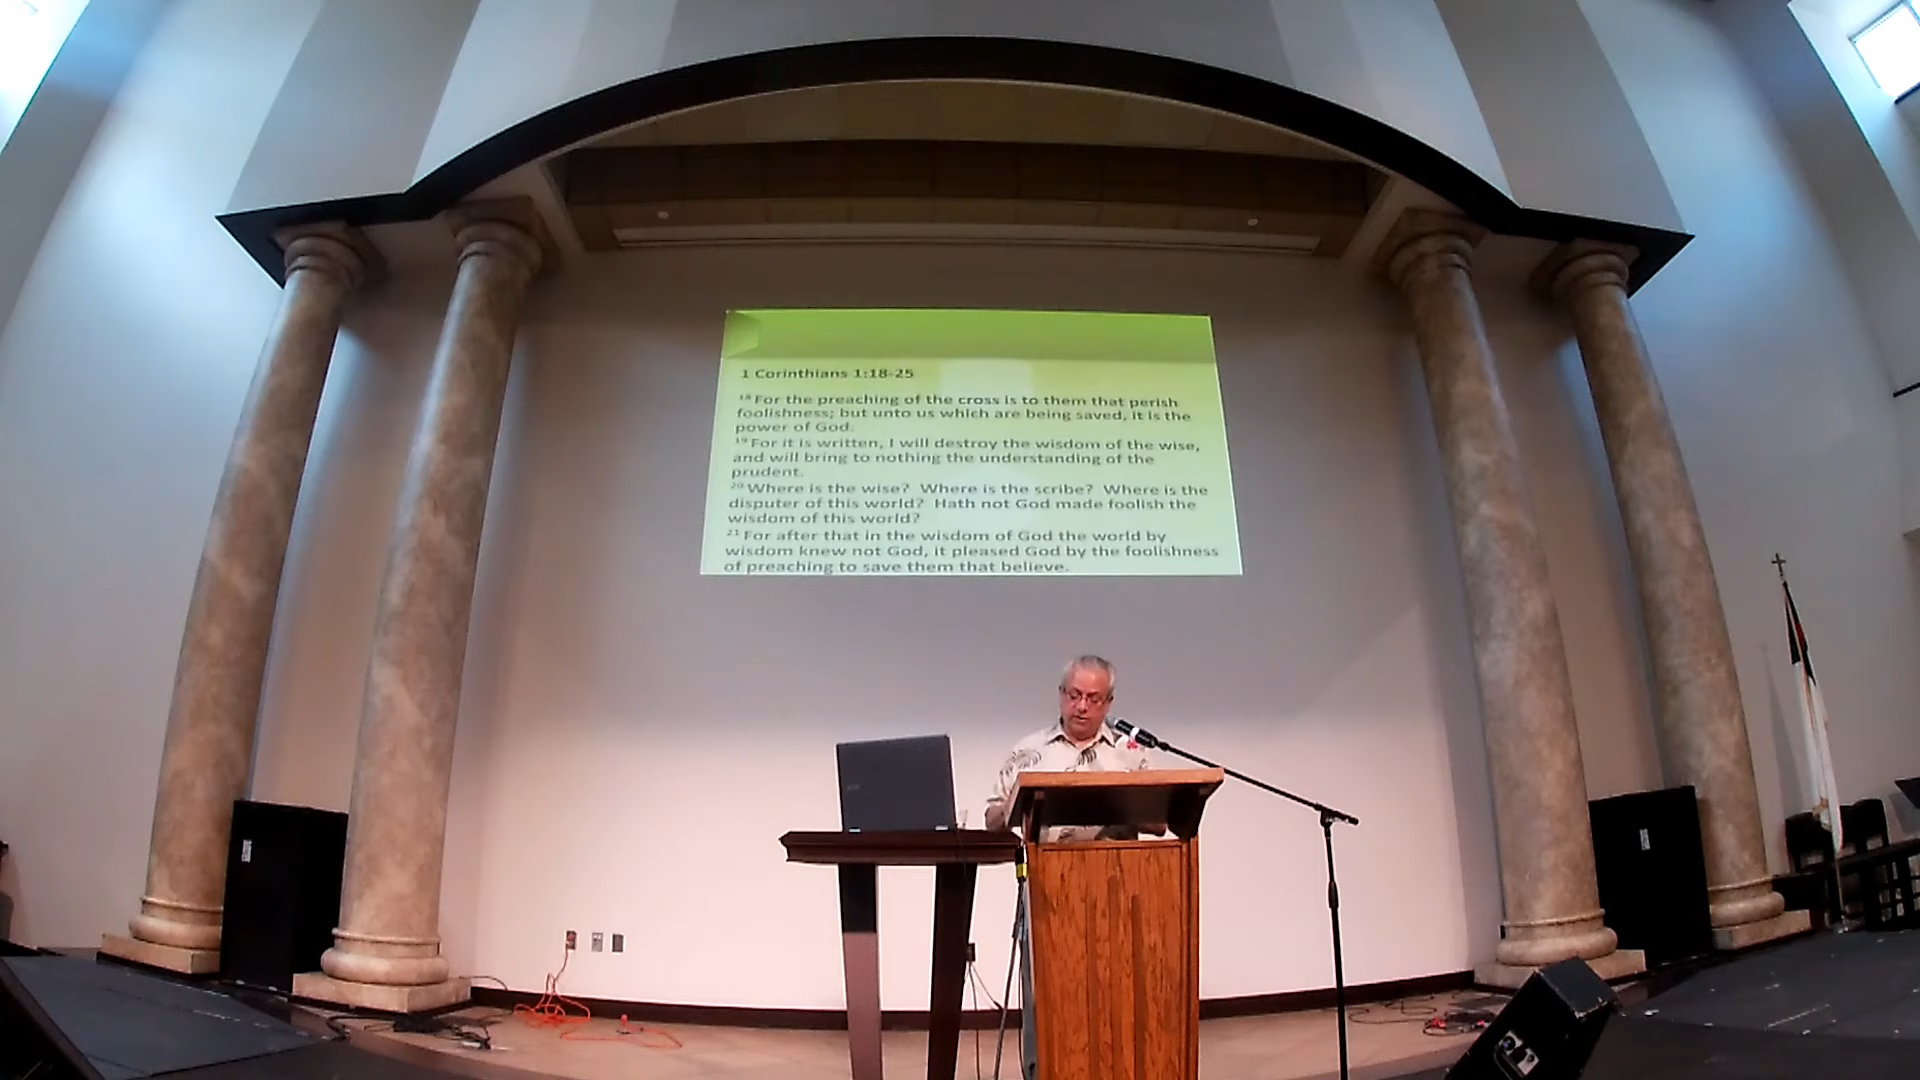 1 Corinthians 1:18-25
18 For the preaching of the cross is to them that perish
foolishness; but unto us which are being saved, it is the
power of God.
19 For it is written, I will destroy the wisdom of the wise,
and will bring to nothing the understanding of the
prudent.
20 Where is the wise? Where is the scribe? Where is the
disputer of this world? Hath not God made foolish the
wisdom of this world?
21 For after that in the wisdom of God the world by
wisdom knew not God, it pleased God by the foolishness
of preaching to save them that believe.